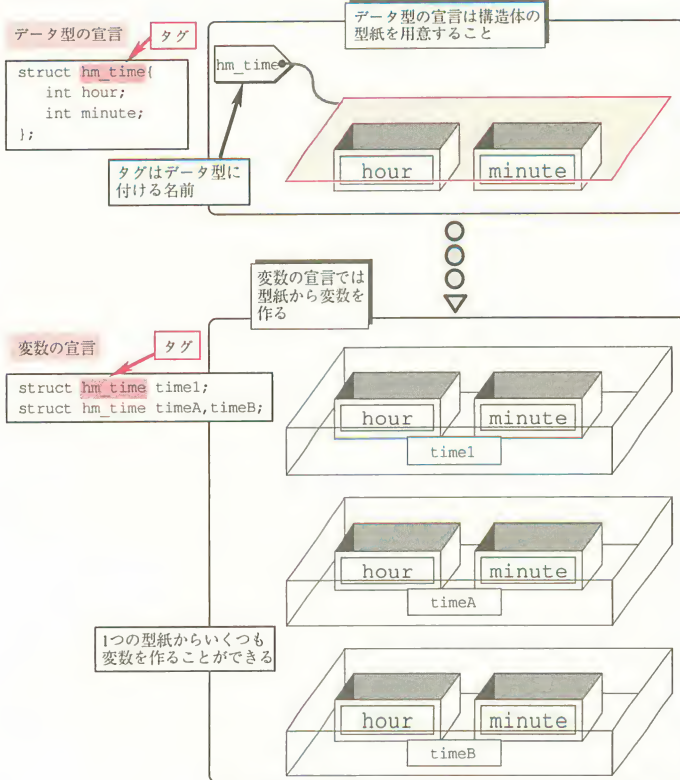 データ型の宣言は構造体の
型紙を用意すること
データ型の宣言
タグ
struct hm_time{
int hour;
int minute;
};
hm_time
hour
minute
タグはデータ型に
付ける名前
変数の宣言では
型紙から変数を
作る
変数の宣言
タグ
struct hm_time time1;
struct hm_time timeA,timeB;
hour
minute
time1
hour
minute
timeA
1つの型紙からいくつも
変数を作ることができる
hour
minute
timeB